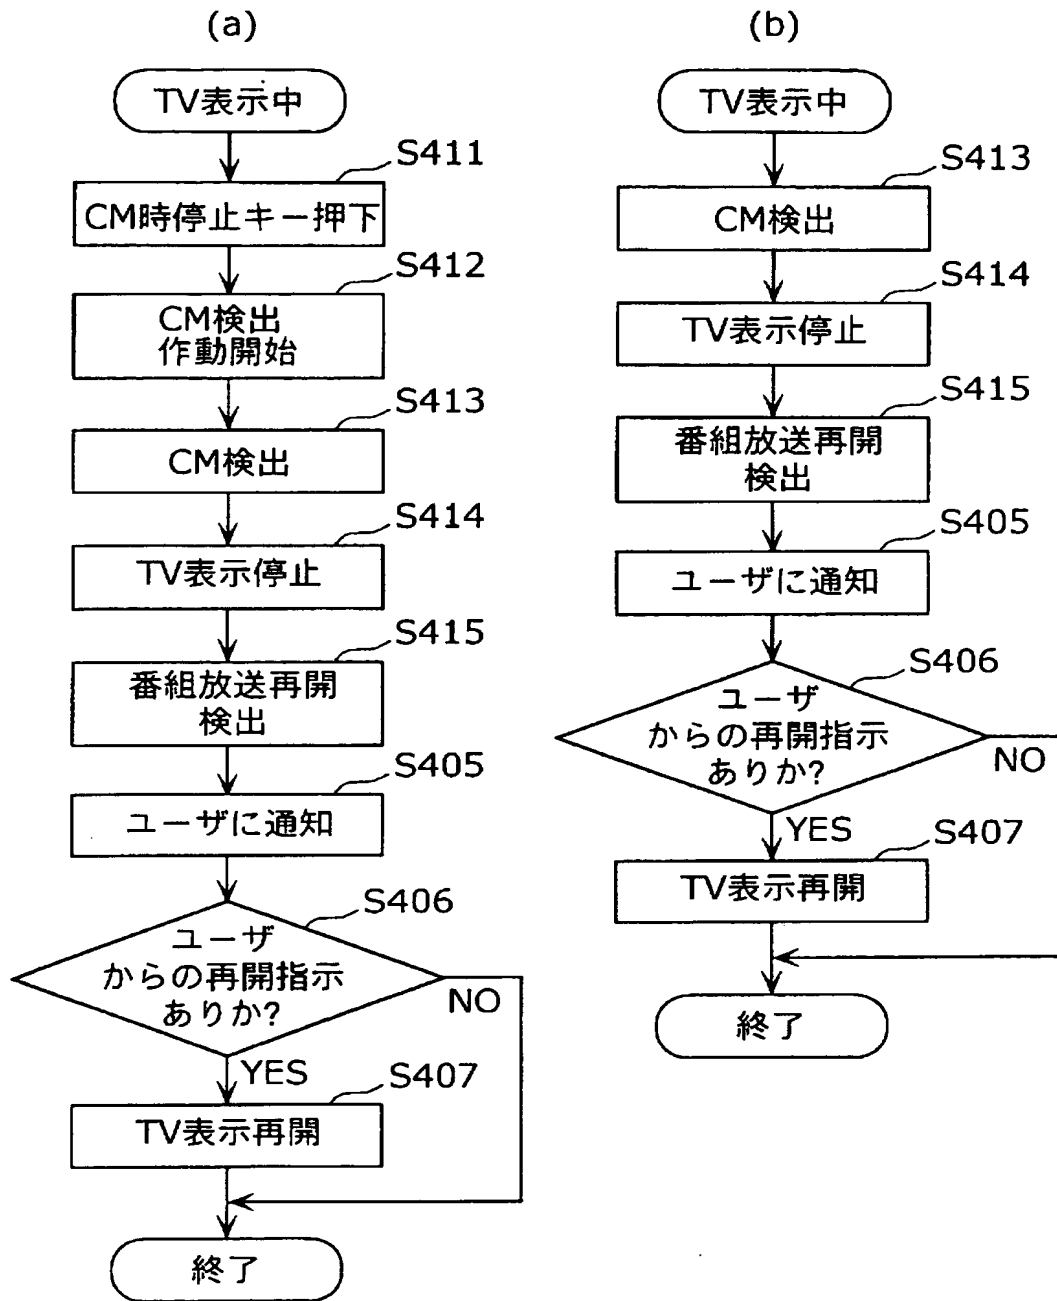 (a)
TV表示中
S411
CM時停止キー押下
S412
CM検出
作動開始
S413
CM検出
S414
TV表示停止
S415
番組放送再開
検出
S405
ユーザに通知
S406
ユーザ
からの再開指示
ありか?
NO
YES
S407
TV表示再開
終了
(b)
TV表示中
S413
CM検出
S414
TV表示停止
S415
番組放送再開
検出
S405
ユーザに通知
S406
ユーザ
からの再開指示
ありか?
NO
YES
S407
TV表示再開
終了